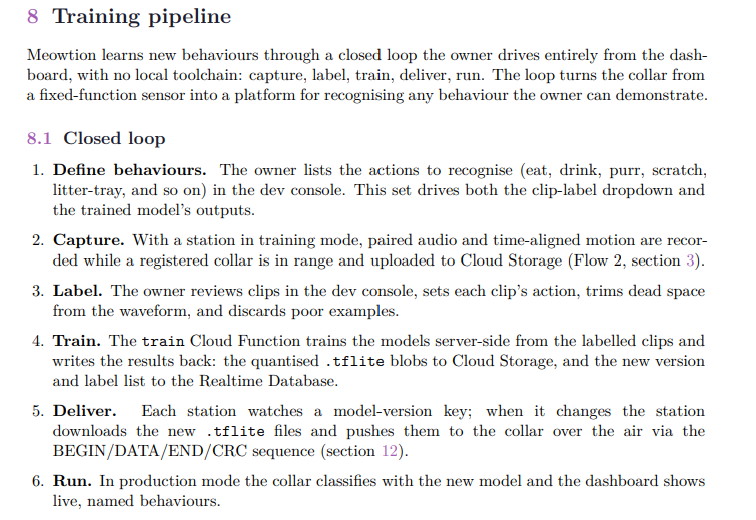 8 Training pipeline
Meowtion learns new behaviours through a closed loop the owner drives entirely from the dash-
board, with no local toolchain: capture, label, train, deliver, run. The loop turns the collar from
a fixed-function sensor into a platform for recognising any behaviour the owner can demonstrate.
8.1 Closed loop
1. Define behaviours. The owner lists the actions to recognise (eat, drink, purr, scratch,
litter-tray, and so on) in the dev console. This set drives both the clip-label dropdown and
the trained model's outputs.
2. Capture. With a station in training mode, paired audio and time-aligned motion are recor-
ded while a registered collar is in range and uploaded to Cloud Storage (Flow 2, section 3).
3. Label. The owner reviews clips in the dev console, sets each clip's action, trims dead space
from the waveform, and discards poor examples.
4. Train. The train Cloud Function trains the models server-side from the labelled clips and
writes the results back: the quantised .tflite blobs to Cloud Storage, and the new version
and label list to the Realtime Database.
5. Deliver. Each station watches a model-version key; when it changes the station
downloads the new .tflite files and pushes them to the collar over the air via the
BEGIN/DATA/END/CRC sequence (section 12).
6. Run. In production mode the collar classifies with the new model and the dashboard shows
live, named behaviours.